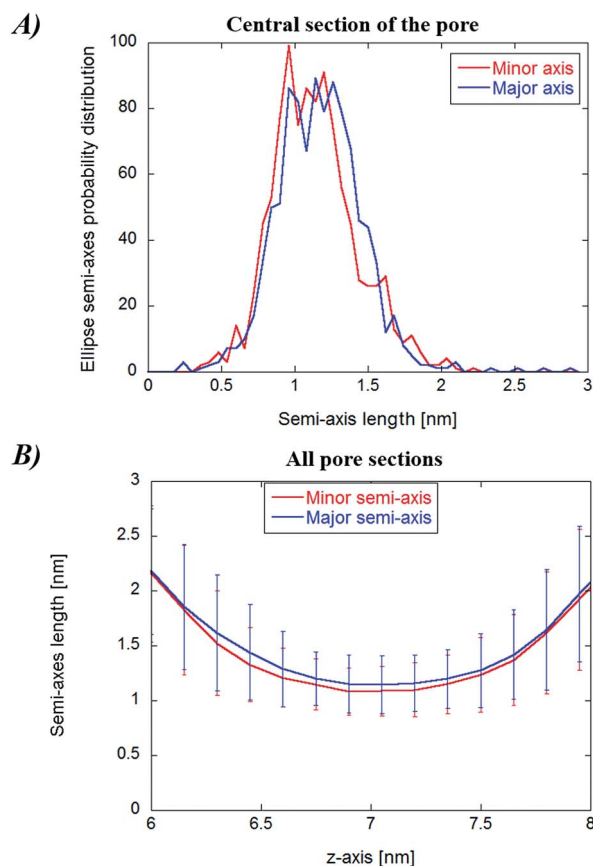 A)
Central section of the pore
Ellipse semi-axes probability distribution
100
80
60
40
20
0
Minor axis
Major axis
0 0.5 1 1.5 2 2.5 3
Semi-axis length [nm]
B)
All pore sections
Semi-axes length [nm]
3
2.5
2
1.5
1
0.5
0
Minor semi-axis
Major semi-axis
6 6.5 7 7.5 8
z-axis [nm]